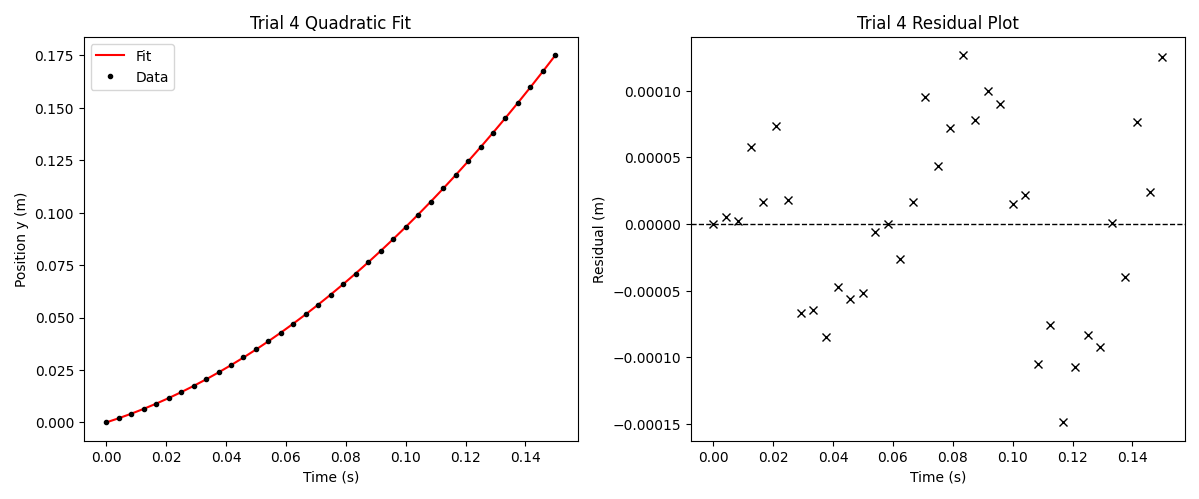 Trial 4 Quadratic Fit
Fit
Data
0.175
0.150
0.125
0.100
0.075
0.050
0.025
0.000
Position y (m)
0.00 0.02 0.04 0.06 0.08 0.10 0.12 0.14
Time (s)
Trial 4 Residual Plot
0.00010
0.00005
0.00000
−0.00005
−0.00010
−0.00015
Residual (m)
0.00 0.02 0.04 0.06 0.08 0.10 0.12 0.14
Time (s)